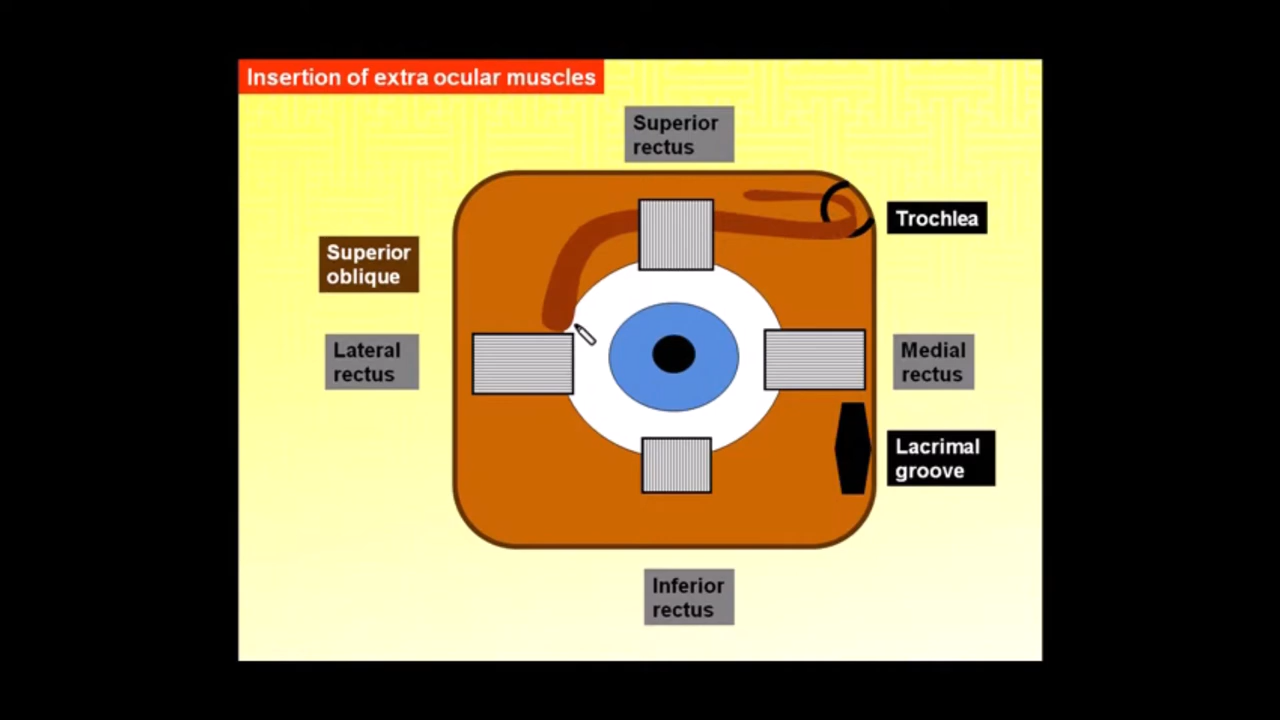 Insertion of extra ocular muscles
Superior
rectus
Trochlea
Superior
oblique
Lateral
rectus
Medial
rectus
Lacrimal
groove
Inferior
rectus